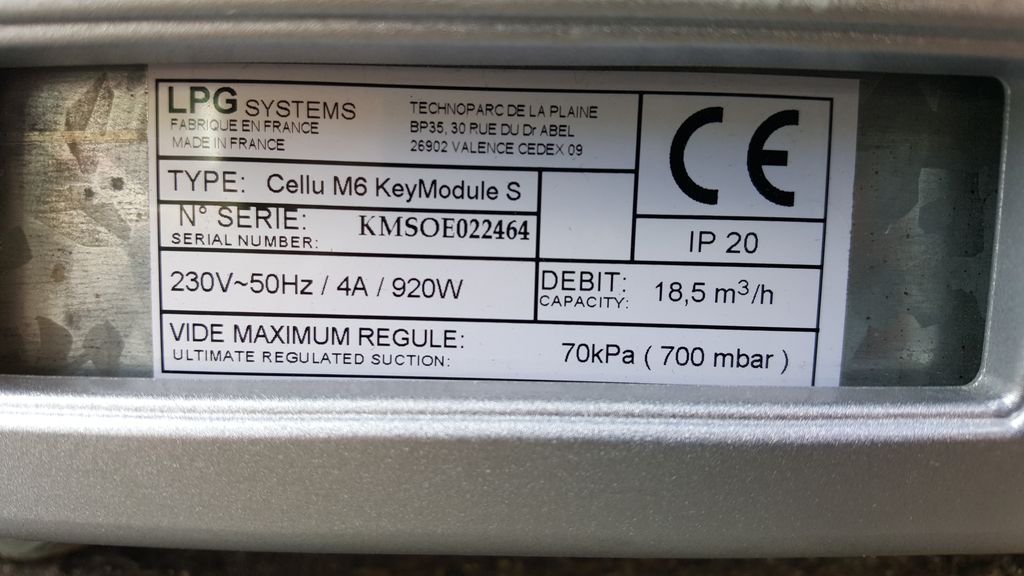 LPG SYSTEMS
FABRIQUE EN FRANCE
MADE IN FRANCE
TECHNOPARC DE LA PLAINE
BP35, 30 RUE DU Dr ABEL
26902 VALENCE CEDEX 09
CE
TYPE: Cellu M6 KeyModule S
N° SERIE:
SERIAL NUMBER: KMSOE022464
IP 20
230V~50Hz / 4A / 920W
DEBIT:
CAPACITY: 18,5 m³/h
VIDE MAXIMUM REGULE:
ULTIMATE REGULATED SUCTION: 70kPa ( 700 mbar )